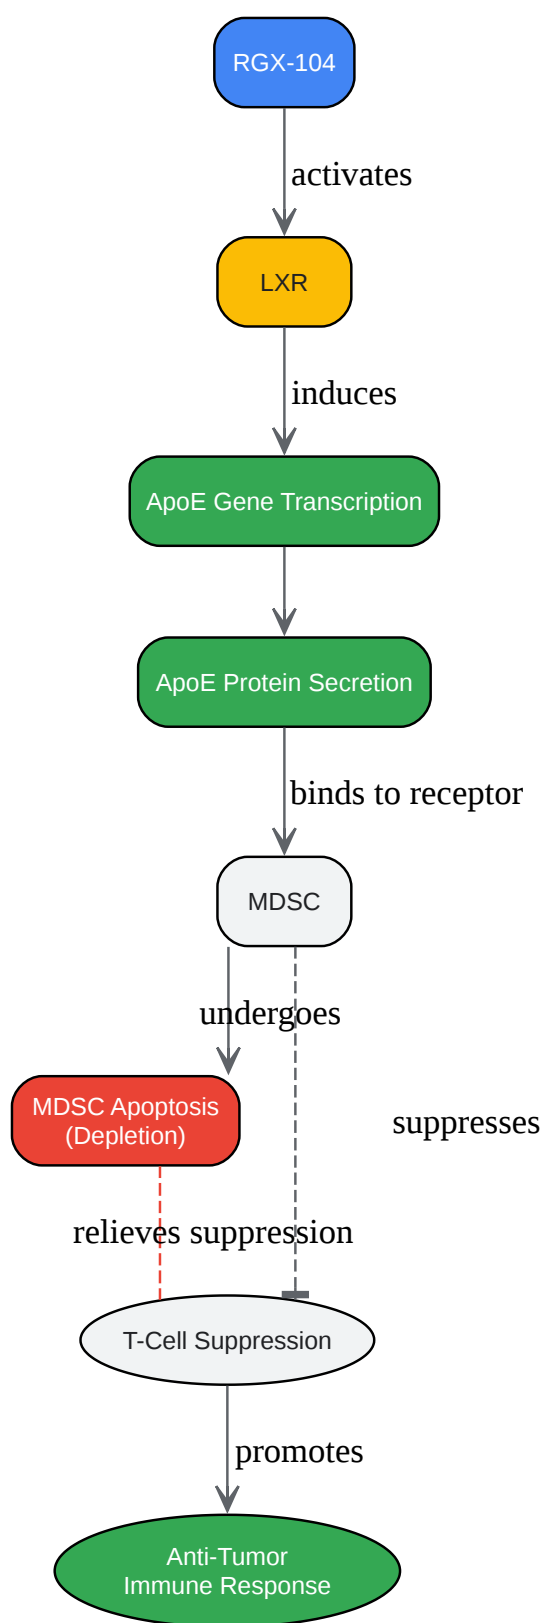 RGX-104
activates
LXR
induces
ApoE Gene Transcription
ApoE Protein Secretion
binds to receptor
MDSC
undergoes
MDSC Apoptosis
(Depletion)
suppresses
relieves suppression
T-Cell Suppression
promotes
Anti-Tumor
Immune Response